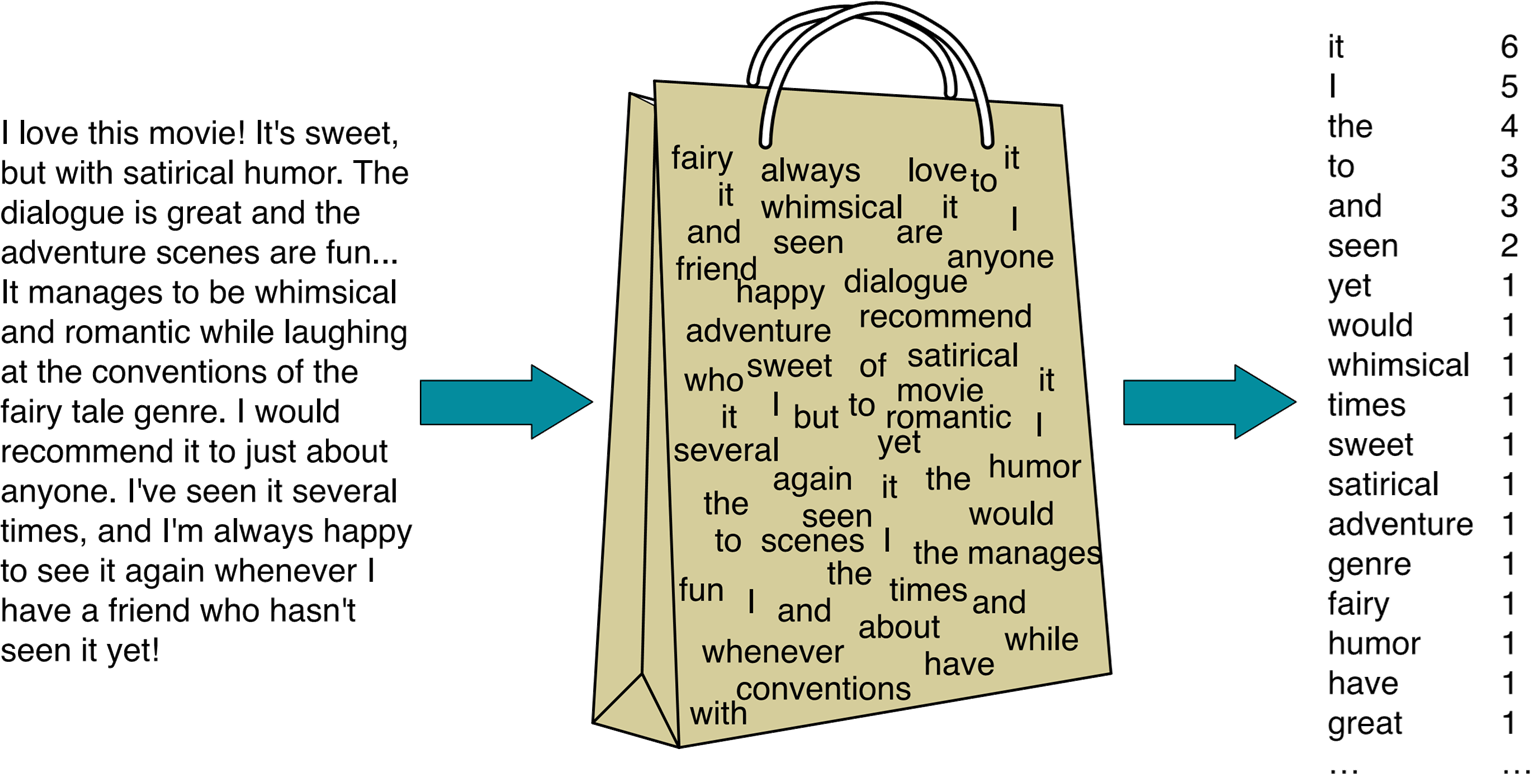 I love this movie! It's sweet,
but with satirical humor. The
dialogue is great and the
adventure scenes are fun...
It manages to be whimsical
and romantic while laughing
at the conventions of the
fairy tale genre. I would
recommend it to just about
anyone. I've seen it several
times, and I'm always happy
to see it again whenever I
have a friend who hasn't
seen it yet!
fairy always love to it
it whimsical it I
and seen are anyone
friend happy dialogue
adventure recommend
who sweet of satirical
it I but to movie romantic it I
several yet
again it the humor
the seen would
to scenes I the manages
fun the times and
I and about while
whenever have
conventions
with
it 6
I 5
the 4
to 3
and 3
seen 2
yet 1
would 1
whimsical 1
times 1
sweet 1
satirical 1
adventure 1
genre 1
fairy 1
humor 1
have 1
great 1
… …